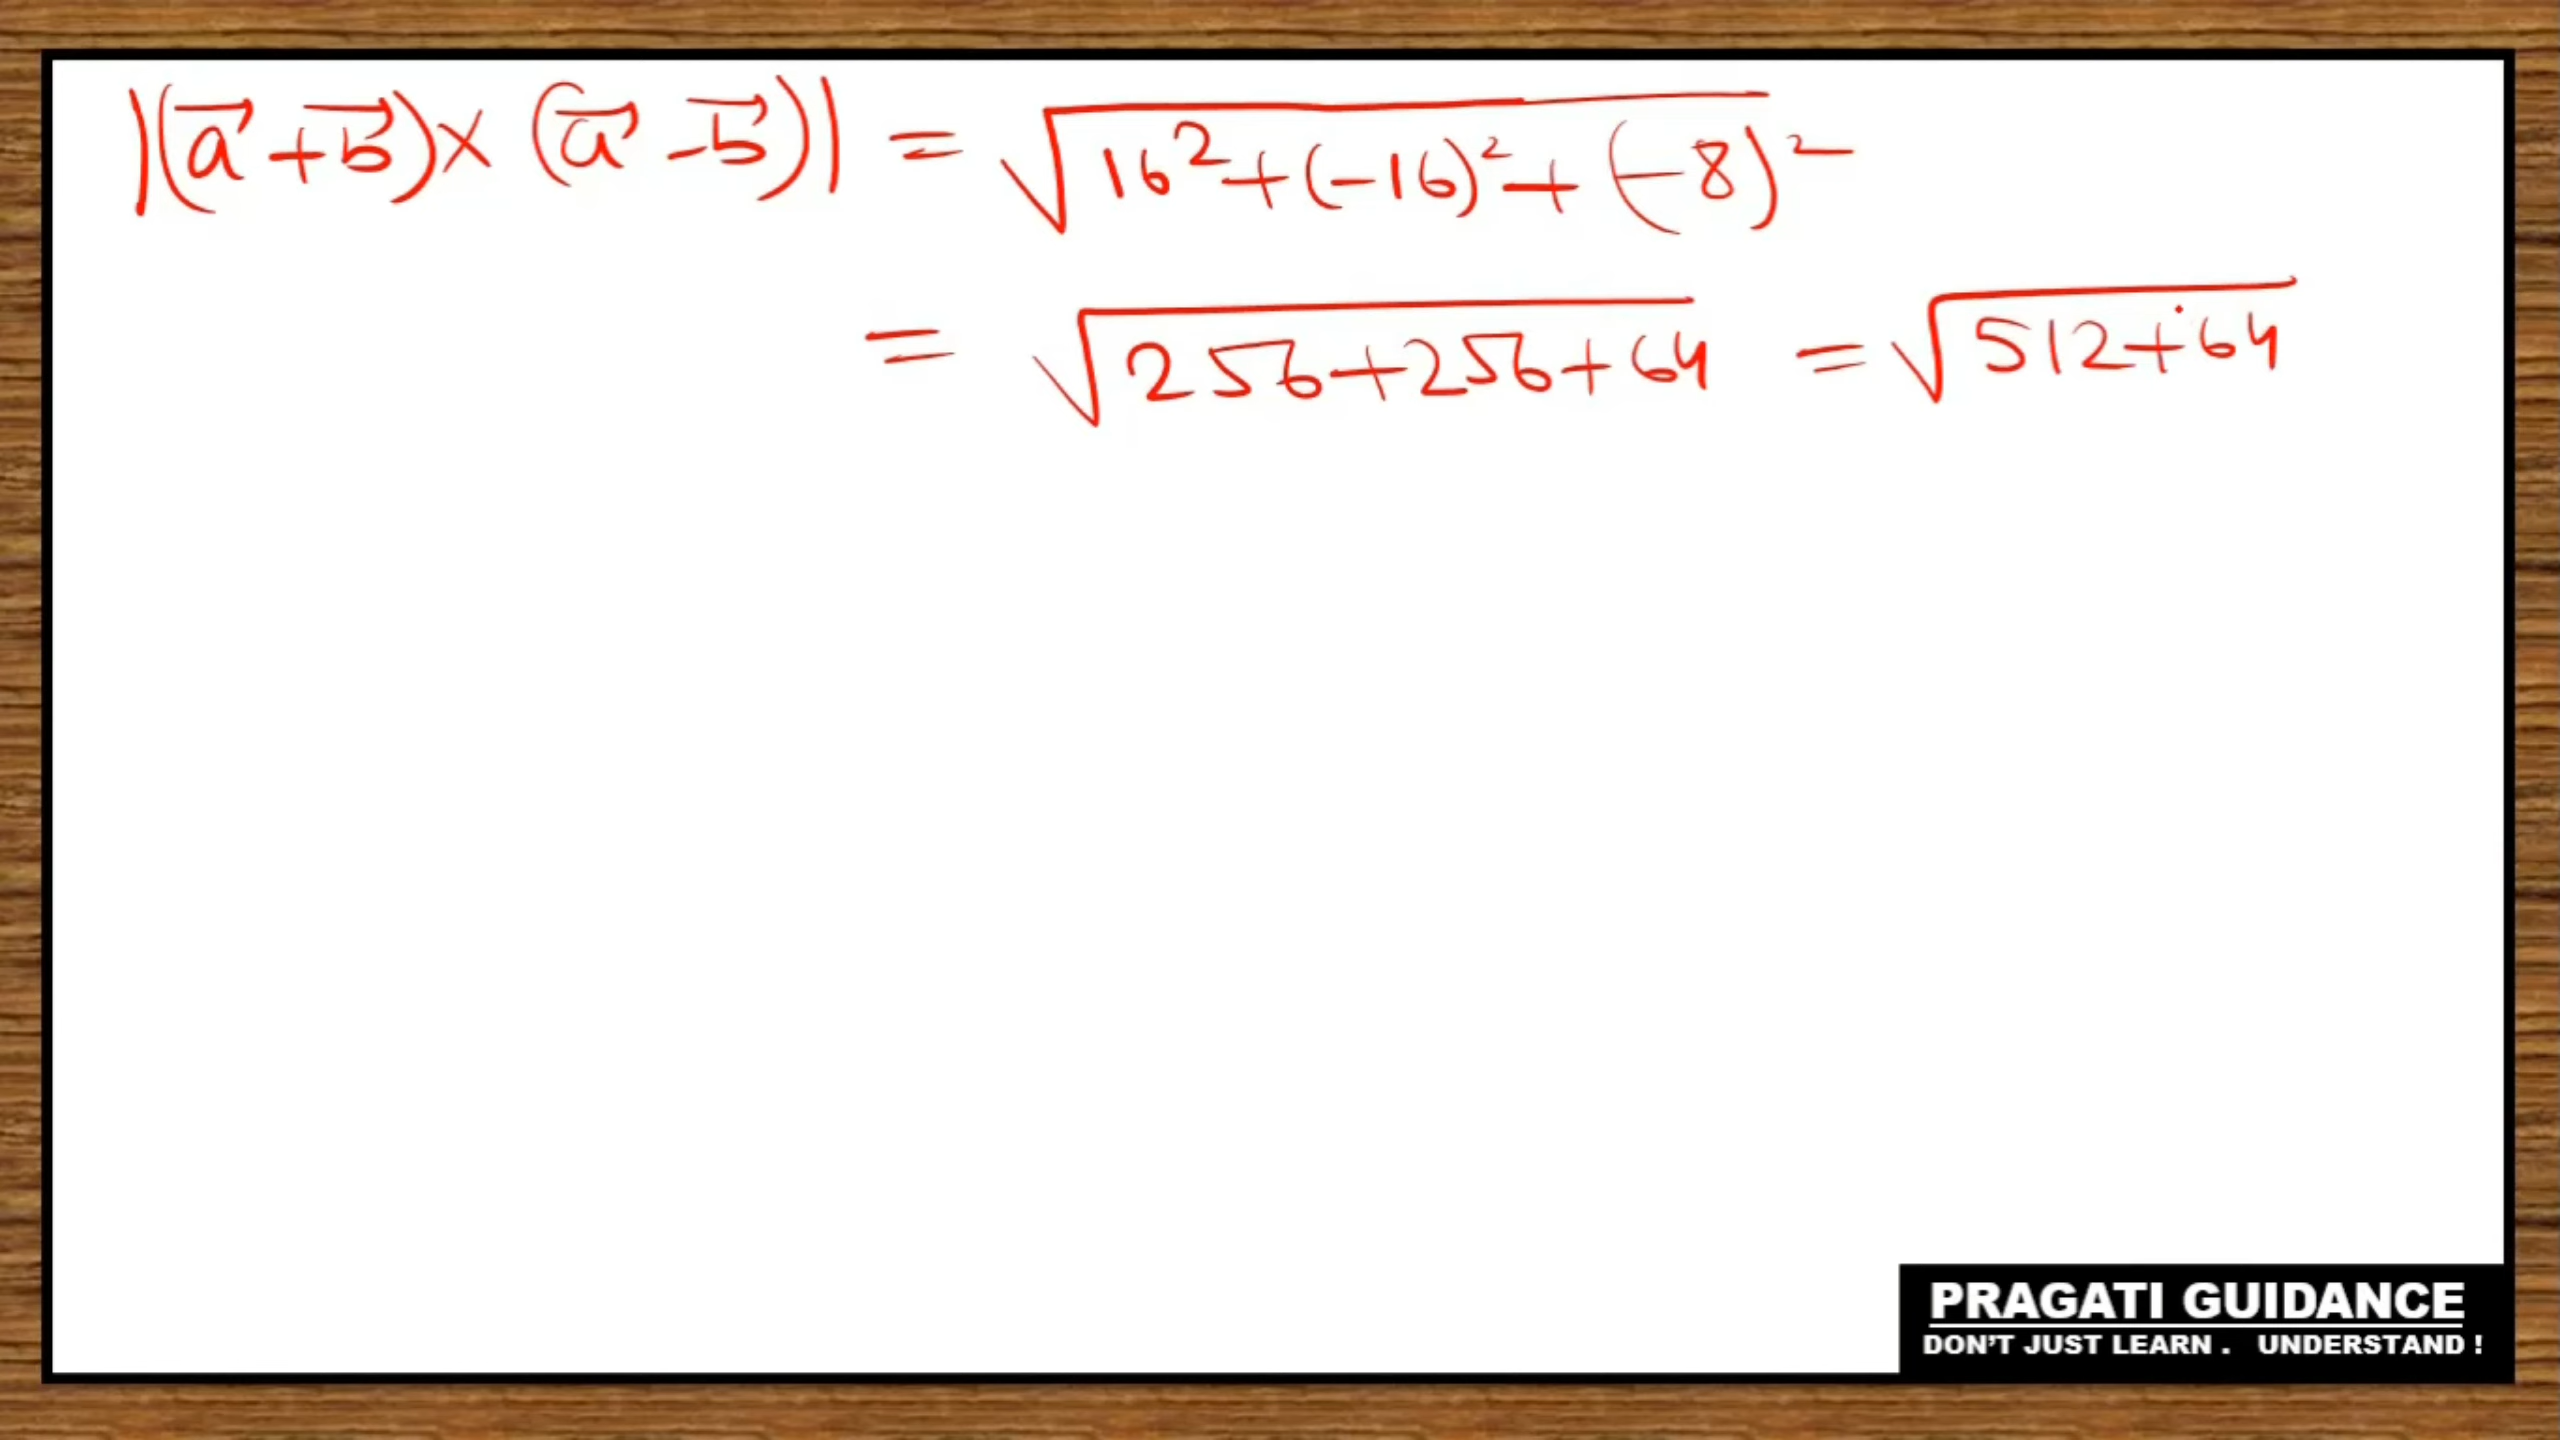 |(a⃗ + b⃗) × (a⃗ - b⃗)| = √16² + (-16)² + (-8)²
= √256 + 256 + 64 = √512 + 64
PRAGATI GUIDANCE
DON'T JUST LEARN . UNDERSTAND !